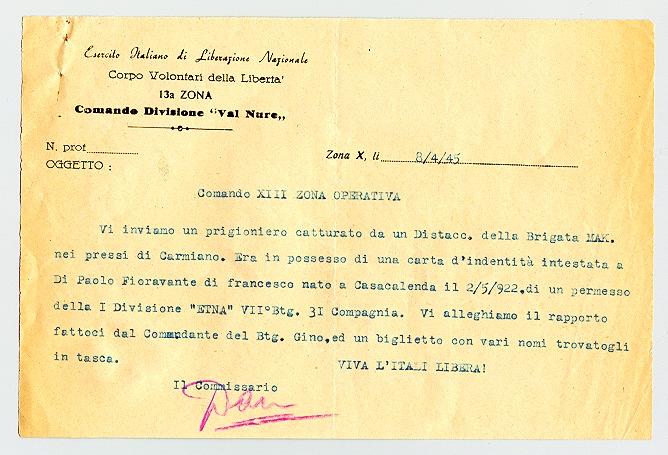 Esercito Italiano di Liberazione Nazionale
Corpo Volontari della Liberta'
13a ZONA
Comando Divisione "Val Nure„
N. prot.
Zona X, li 8/4/45
OGGETTO :
Comando XIII ZONA OPERATIVA
Vi inviamo un prigioniero catturato da un Distacc. della Brigata MAK.
nei pressi di Carmiano. Era in possesso di una carta d'indentità intestata a
Di Paolo Fioravante di francesco nato a Casacalenda il 2/5/922,di un permesso
della I Divisione "ETNA" VII°Btg. 3I Compagnia. Vi alleghiamo il rapporto
fattoci dal Comandante del Btg. Gino,ed un biglietto con vari nomi trovatogli
in tasca.
VIVA L'ITALI LIBERA!
Il Commissario
Dan